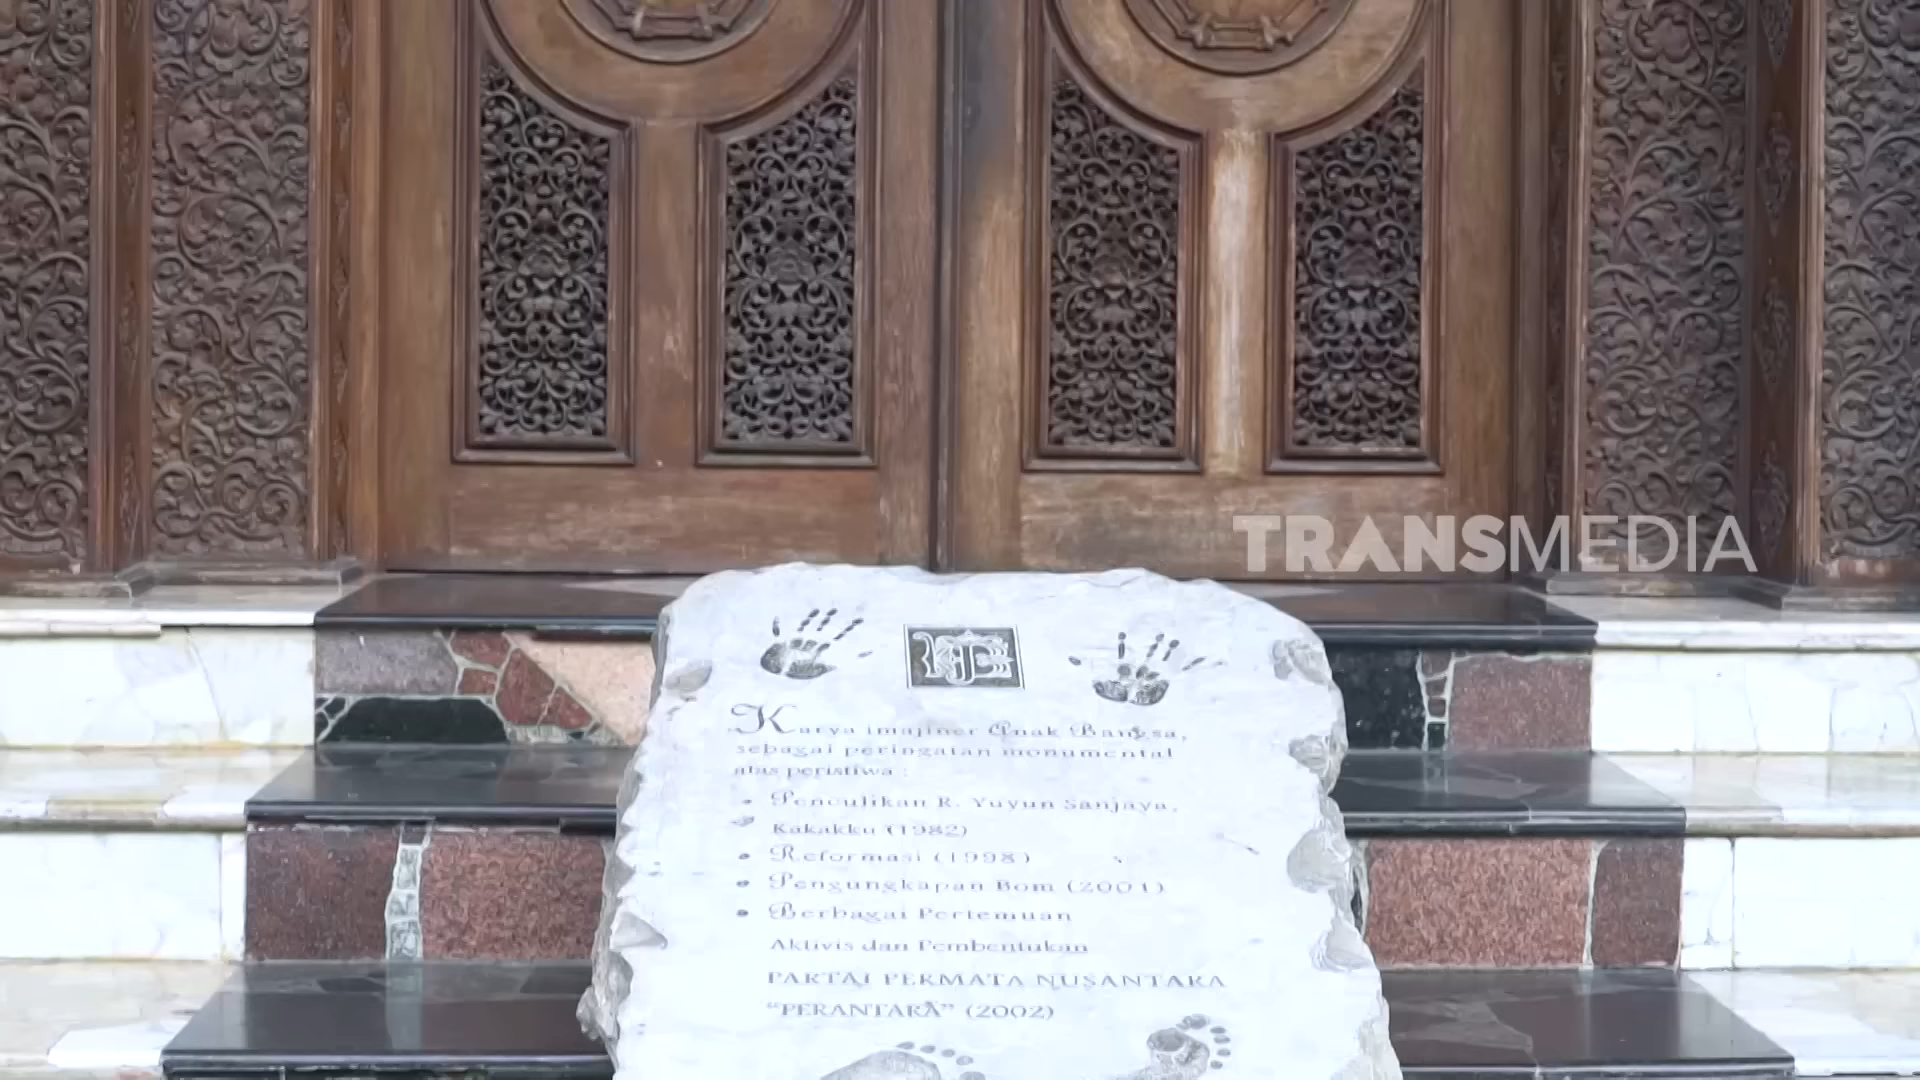 TRANSMEDIA
Karya imajiner Anak Bangsa,
sebagai peringatan monumental
atas peristiwa :
• Penculikan R. Yuyun Sanjaya,
Kakakku (1982)
• Reformasi (1998)
• Pengungkapan Bom (2001)
• Berbagai Pertemuan
Aktivis dan Pembentukan
PARTAI PERMATA NUSANTARA
“PERANTARA” (2002)